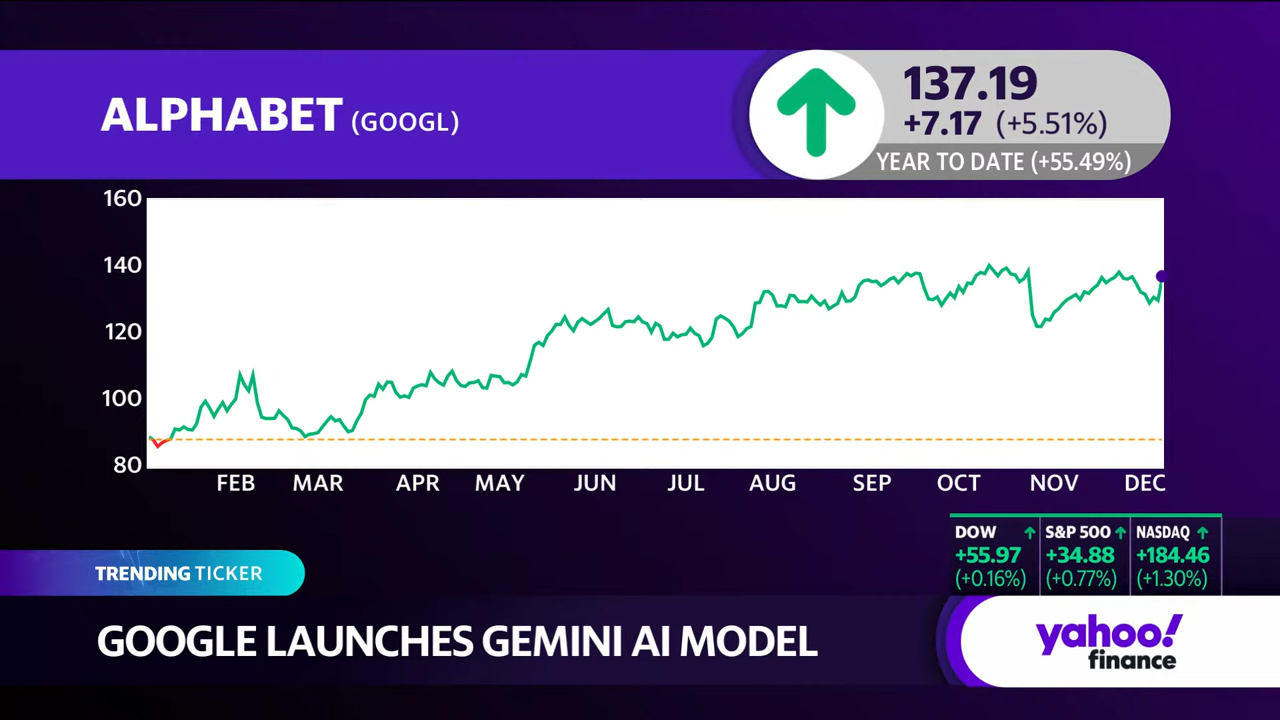 ALPHABET (GOOGL)
137.19
+7.17 (+5.51%)
YEAR TO DATE (+55.49%)
160
140
120
100
80
FEB MAR APR MAY JUN JUL AUG SEP OCT NOV DEC
DOW S&P 500 NASDAQ
+55.97 +34.88 +184.46
(+0.16%) (+0.77%) (+1.30%)
TRENDING TICKER
GOOGLE LAUNCHES GEMINI AI MODEL
yahoo!
finance